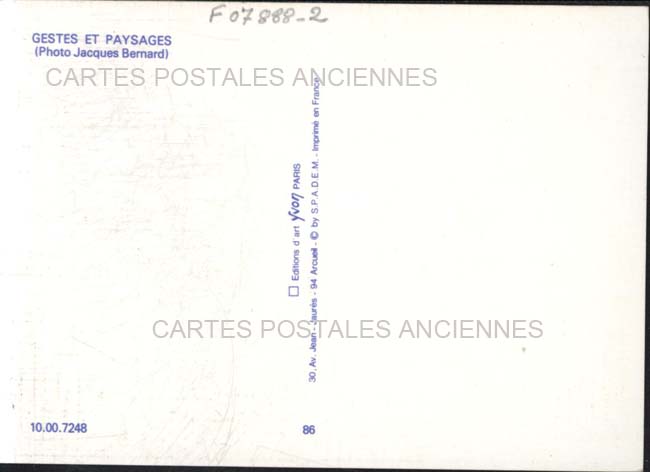 F 07888-2
GESTES ET PAYSAGES
(Photo Jacques Bernard)
CARTES POSTALES ANCIENNES
Editions d'art yvon PARIS
30, Av. Jean-Jaurès - 94 Arcueil - © by S.P.A.D.E.M. - Imprimé en France
CARTES POSTALES ANCIENNES
10.00.7248
86